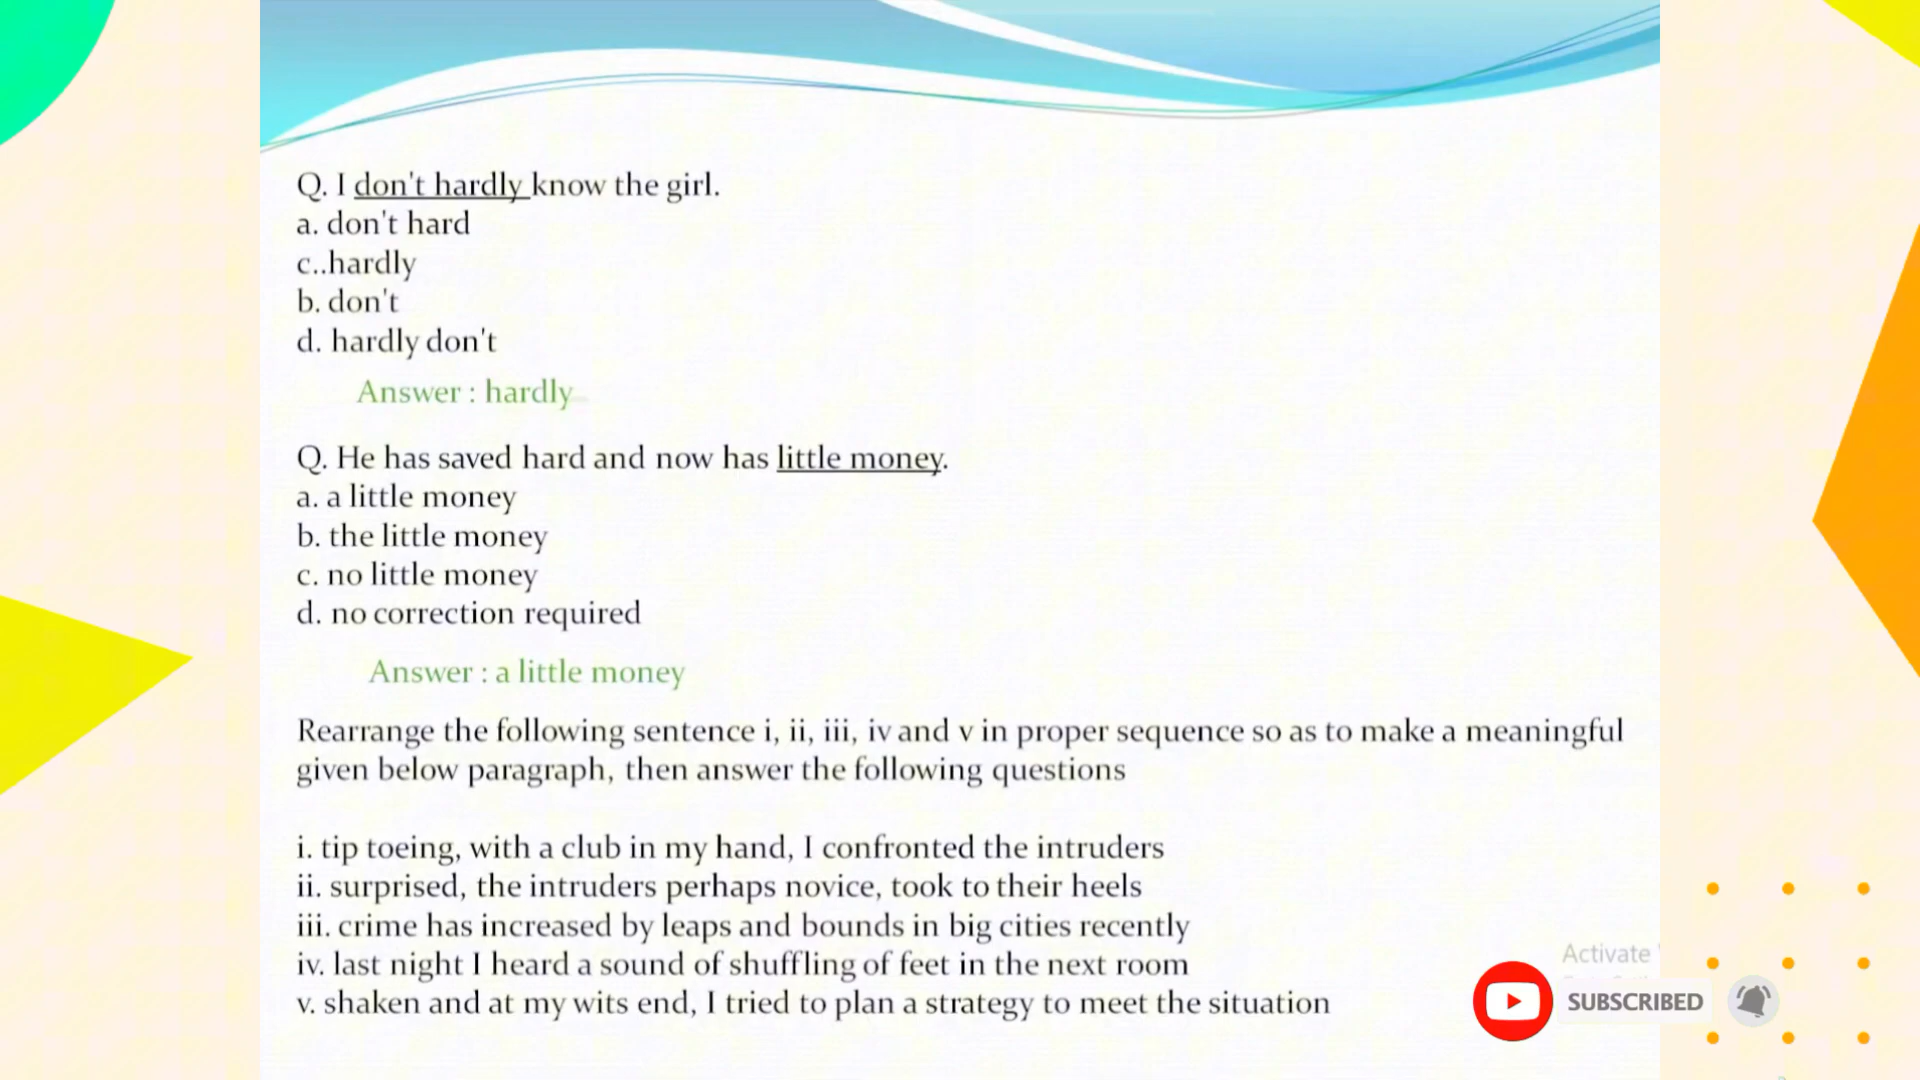 Q. I don't hardly know the girl.
a. don't hard
c..hardly
b. don't
d. hardly don't
Answer : hardly
Q. He has saved hard and now has little money.
a. a little money
b. the little money
c. no little money
d. no correction required
Answer : a little money
Rearrange the following sentence i, ii, iii, iv and v in proper sequence so as to make a meaningful
given below paragraph, then answer the following questions
i. tip toeing, with a club in my hand, I confronted the intruders
ii. surprised, the intruders perhaps novice, took to their heels
iii. crime has increased by leaps and bounds in big cities recently
iv. last night I heard a sound of shuffling of feet in the next room
v. shaken and at my wits end, I tried to plan a strategy to meet the situation
Activate
SUBSCRIBED